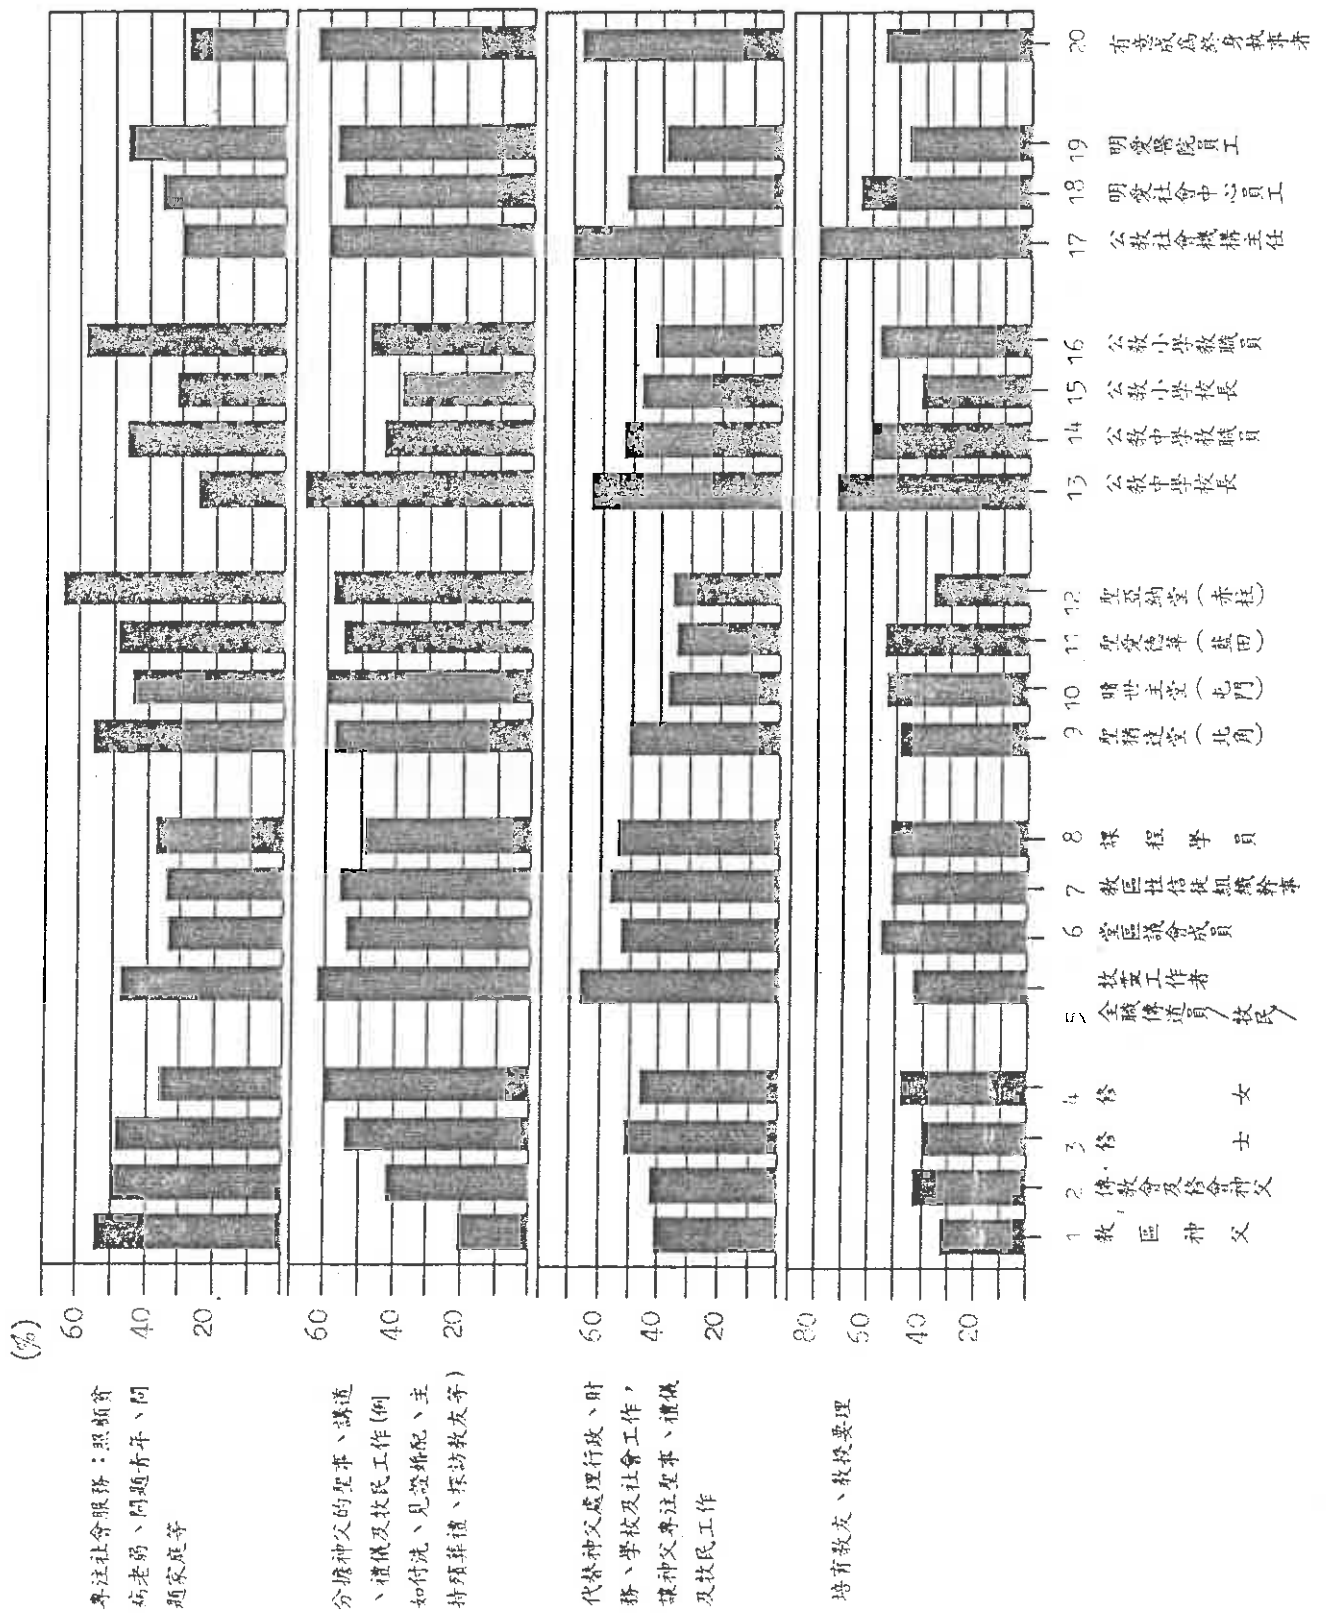 (%)
專注社會服務：照顧貧
病老弱、問題青年、問
題家庭等
60
40
20
分擔神父的聖事、講道
、禮儀及牧民工作(例
如付洗、見證婚配、主
持殯葬禮、探訪教友等)
60
40
20
代替神父處理行政、財
務、學校及社會工作，
讓神父專注聖事、禮儀
及牧民工作
60
40
20
培育教友、教授要理
80
60
40
20
1 教區神父
2 傳教會及修會神父
3 修士
4 修女
5 全職傳道員/牧民/
牧靈工作者
6 堂區議會成員
7 教區性信徒組織幹事
8 課程學員
9 聖猶達堂(北角)
10 贖世主堂(屯門)
11 聖愛德華(藍田)
12 聖亞納堂(赤柱)
13 公教中學校長
14 公教中學校職員
15 公教小學校長
16 公教小學教職員
17 公教社會機構主任
18 明愛社會中心員工
19 明愛醫院員工
20 有意成為終身執事者